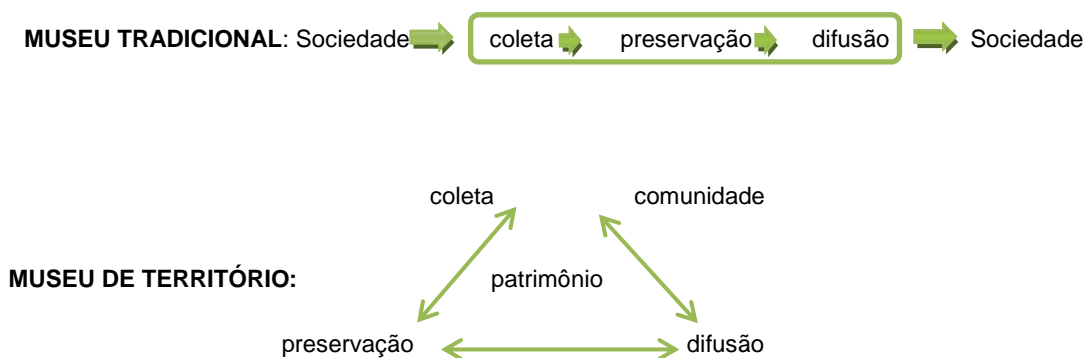 MUSEU TRADICIONAL: Sociedade coleta preservação difusão Sociedade
coleta comunidade
MUSEU DE TERRITÓRIO: patrimônio
preservação difusão